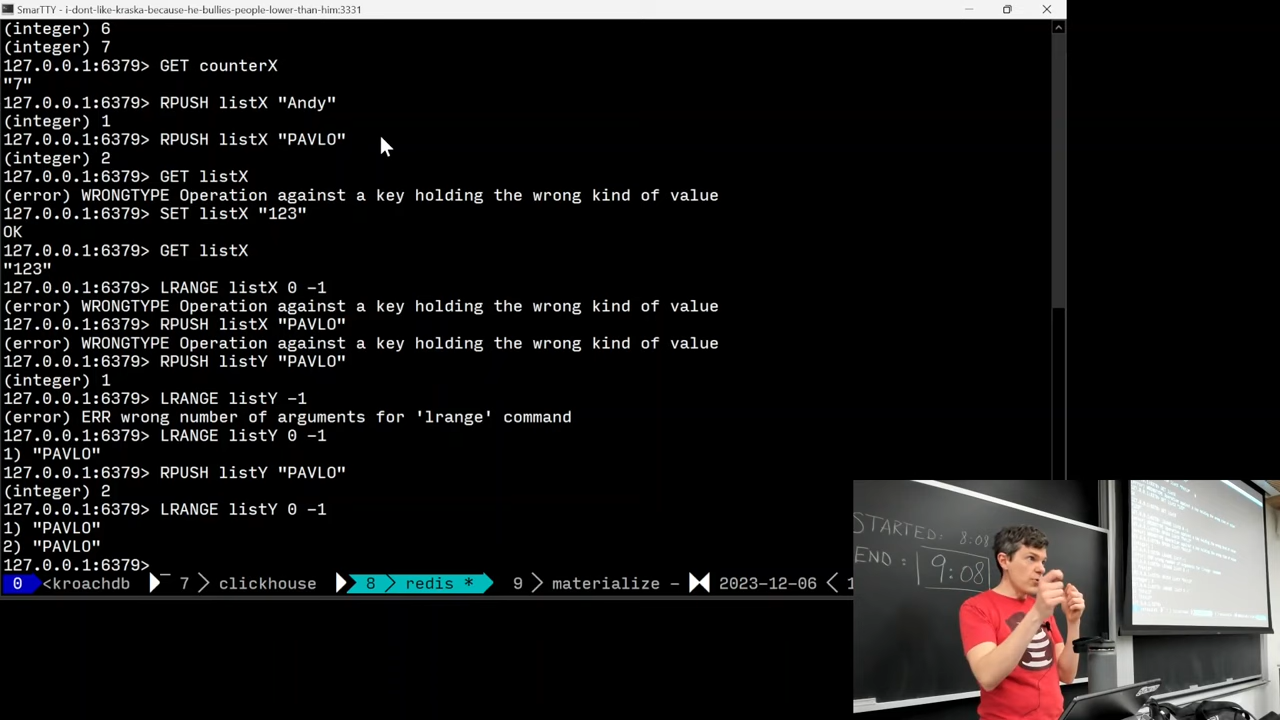 SmarTTY - i-dont-like-kraska-because-he-bullies-people-lower-than-him:3331
(integer) 6
(integer) 7
127.0.0.1:6379> GET counterX
"7"
127.0.0.1:6379> RPUSH listX "Andy"
(integer) 1
127.0.0.1:6379> RPUSH listX "PAVLO"
(integer) 2
127.0.0.1:6379> GET listX
(error) WRONGTYPE Operation against a key holding the wrong kind of value
127.0.0.1:6379> SET listX "123"
OK
127.0.0.1:6379> GET listX
"123"
127.0.0.1:6379> LRANGE listX 0 -1
(error) WRONGTYPE Operation against a key holding the wrong kind of value
127.0.0.1:6379> RPUSH listX "PAVLO"
(error) WRONGTYPE Operation against a key holding the wrong kind of value
127.0.0.1:6379> RPUSH listY "PAVLO"
(integer) 1
127.0.0.1:6379> LRANGE listY -1
(error) ERR wrong number of arguments for 'lrange' command
127.0.0.1:6379> LRANGE listY 0 -1
1) "PAVLO"
127.0.0.1:6379> RPUSH listY "PAVLO"
(integer) 2
127.0.0.1:6379> LRANGE listY 0 -1
1) "PAVLO"
2) "PAVLO"
127.0.0.1:6379>
0 <kroachdb 7 > clickhouse 8 > redis * 9 > materialize - 2023-12-06 < 1
STARTED: 8:08
END: 9:08